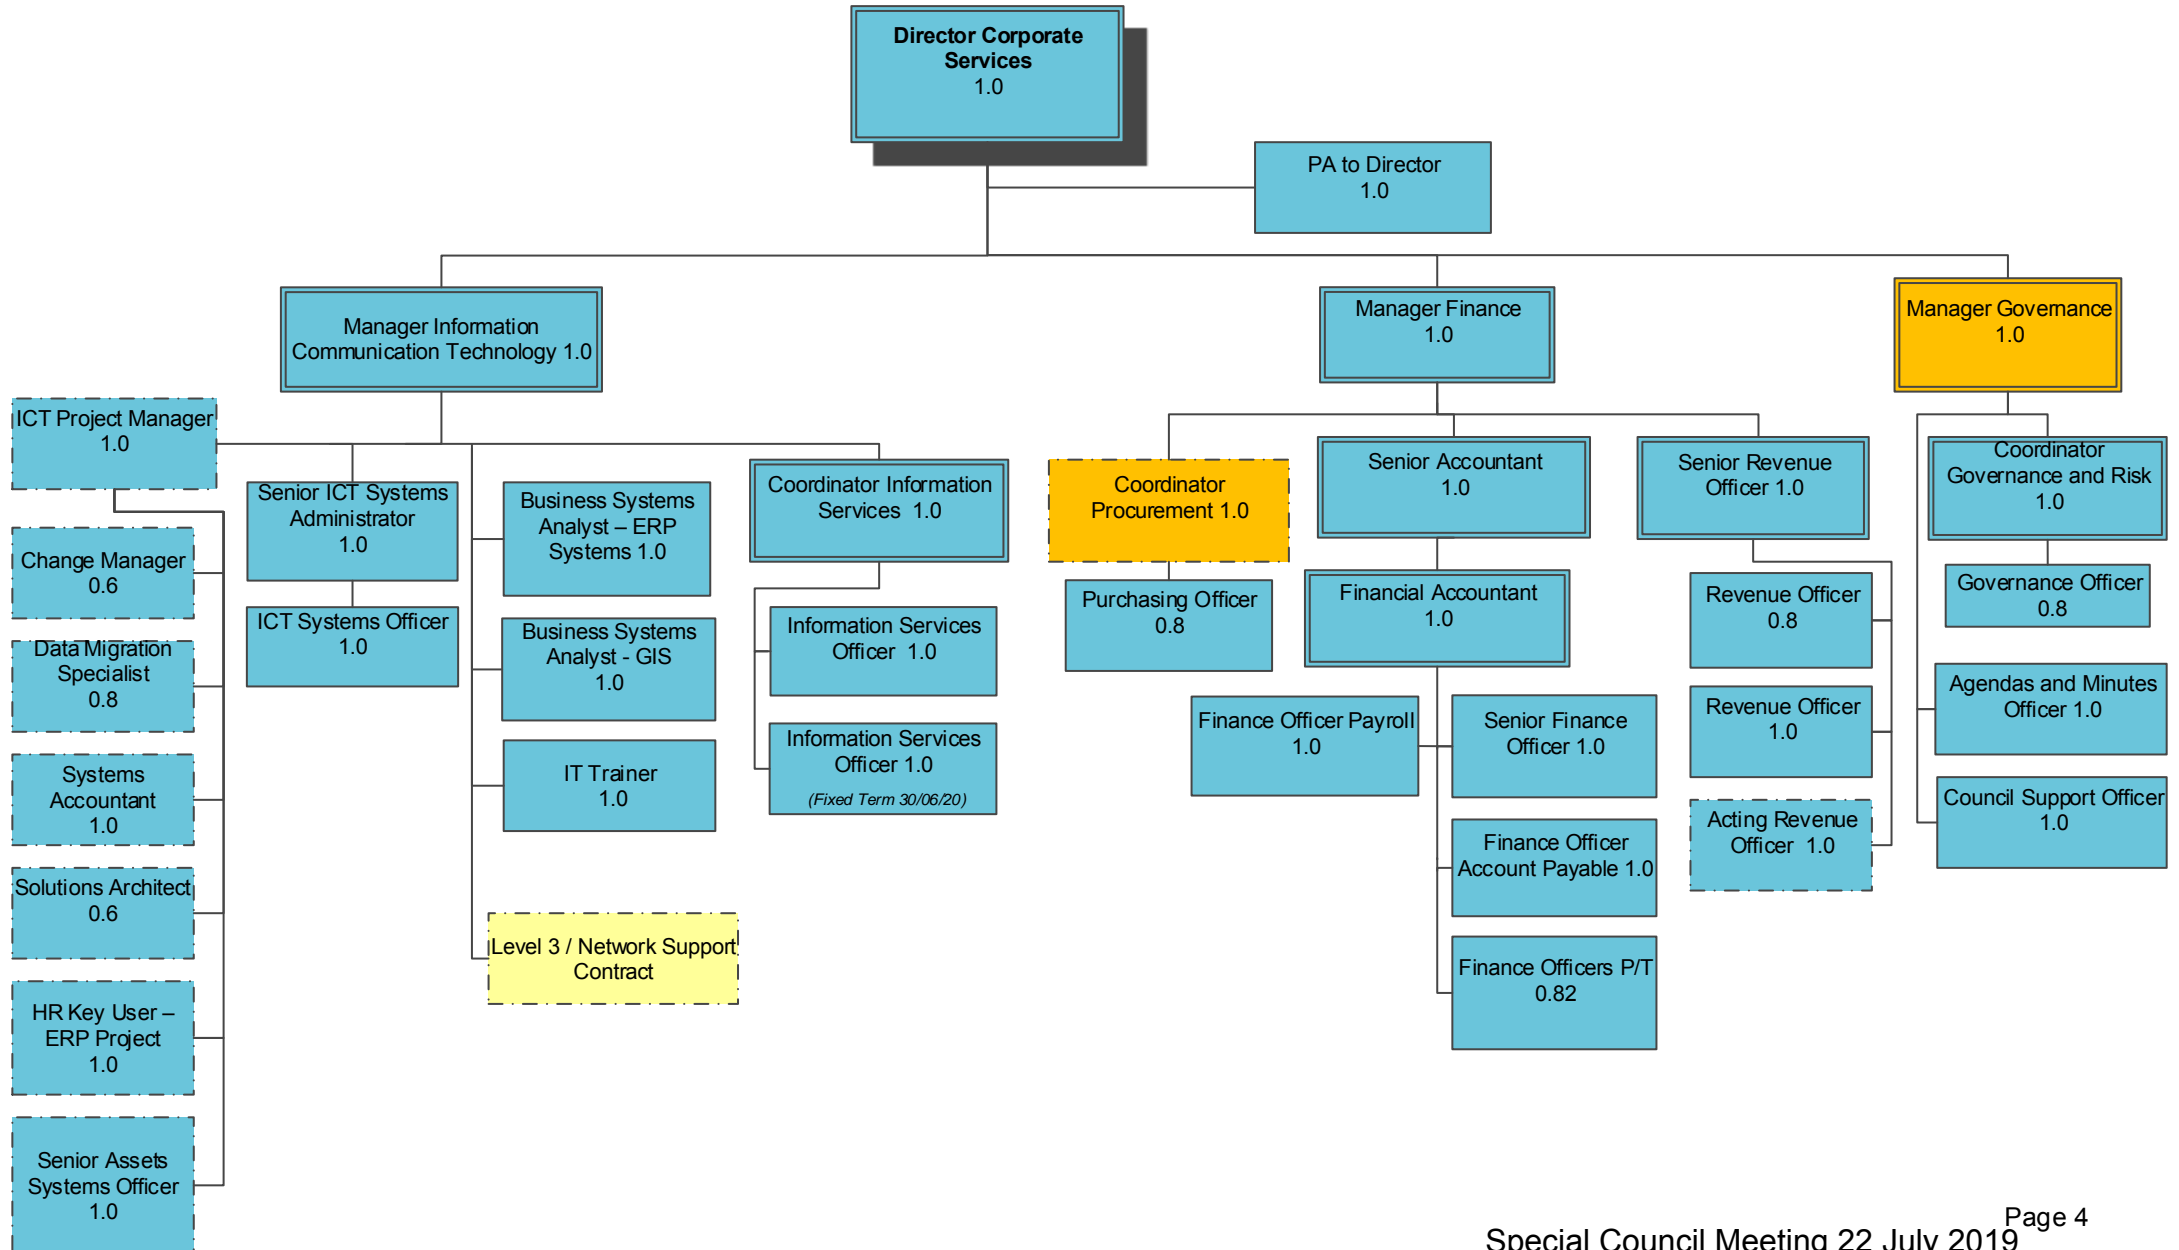 Director Corporate
Services
1.0
PA to Director
1.0
Manager Information
Communication Technology 1.0
Manager Finance
1.0
Manager Governance
1.0
ICT Project Manager
1.0
Change Manager
0.6
Data Migration
Specialist
0.8
Systems
Accountant
1.0
Solutions Architect
0.6
HR Key User –
ERP Project
1.0
Senior Assets
Systems Officer
1.0
Senior ICT Systems
Administrator
1.0
ICT Systems Officer
1.0
Business Systems
Analyst – ERP
Systems 1.0
Business Systems
Analyst - GIS
1.0
IT Trainer
1.0
Level 3 / Network Support
Contract
Coordinator Information
Services 1.0
Information Services
Officer 1.0
Information Services
Officer 1.0
(Fixed Term 30/06/20)
Coordinator
Procurement 1.0
Purchasing Officer
0.8
Senior Accountant
1.0
Financial Accountant
1.0
Finance Officer Payroll
1.0
Senior Finance
Officer 1.0
Finance Officer
Account Payable 1.0
Finance Officers P/T
0.82
Senior Revenue
Officer 1.0
Revenue Officer
0.8
Revenue Officer
1.0
Acting Revenue
Officer 1.0
Coordinator
Governance and Risk
1.0
Governance Officer
0.8
Agendas and Minutes
Officer 1.0
Council Support Officer
1.0
Page 4
Special Council Meeting 22 July 2019